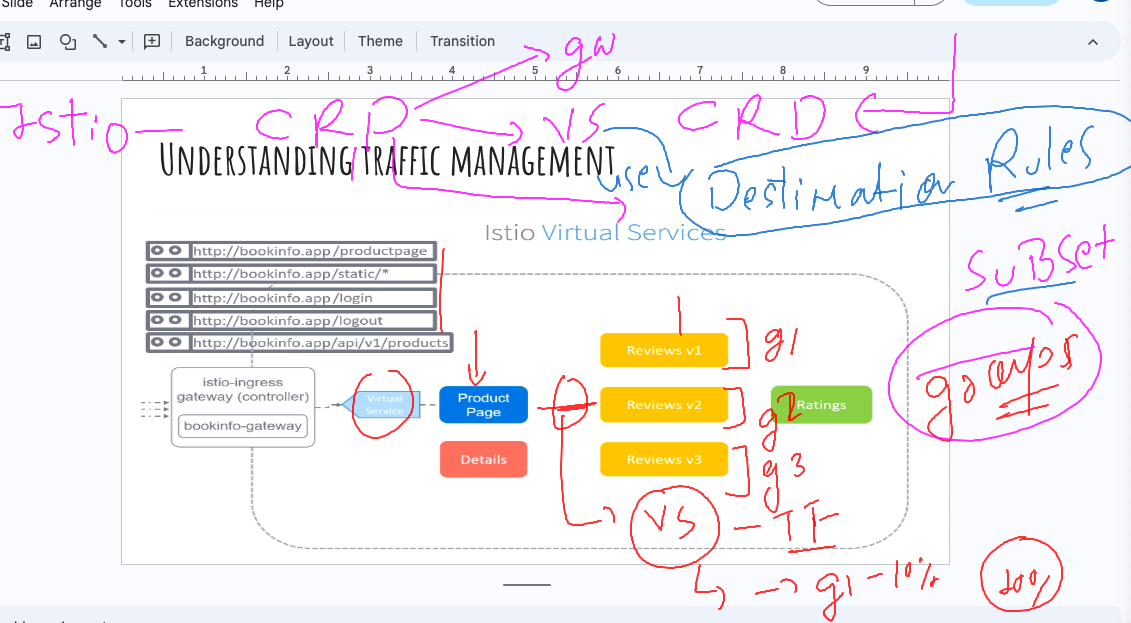 Slide Arrange Tools Extensions Help
Background Layout Theme Transition
1 2 3 4 5 6 7 8 9
gw
Istio — CRD VS CRD
UNDERSTANDING TRAFFIC MANAGEMENT
use
Destination Rules
Istio Virtual Services
SUBSet
http://bookinfo.app/productpage
http://bookinfo.app/static/*
http://bookinfo.app/login
http://bookinfo.app/logout
http://bookinfo.app/api/v1/products
istio-ingress
gateway (controller)
bookinfo-gateway
Virtual
Service
Product
Page
Details
Reviews v1
g1
Reviews v2
g2
Reviews v3
g3
Ratings
VS – TF
g1 – 10%